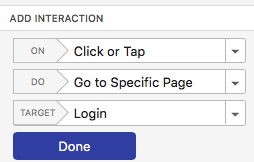 ADD INTERACTION
ON Click or Tap
DO Go to Specific Page
TARGET Login
Done